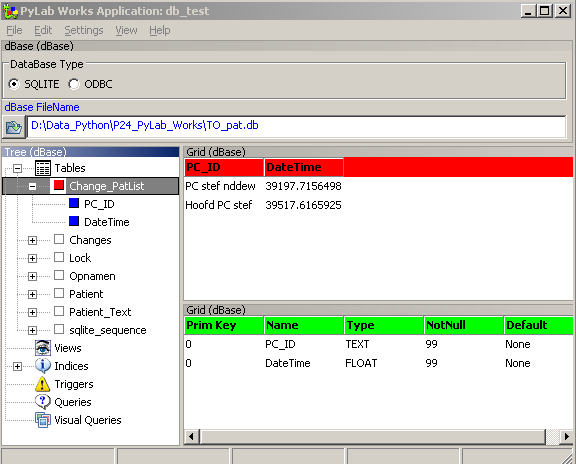 PyLab Works Application: db_test
File Edit Settings View Help
dBase (dBase)
DataBase Type
SQLITE ODBC
dBase FileName
D:\Data_Python\P24_PyLab_Works\TO_pat.db
Tree (dBase)
Tables
Change_PatList
PC_ID
DateTime
Changes
Lock
Opnamen
Patient
Patient_Text
sqlite_sequence
Views
Indices
Triggers
Queries
Visual Queries
Grid (dBase)
PC_ID DateTime
PC stef nddew 39197.7156498
Hoofd PC stef 39517.6165925
Grid (dBase)
Prim Key Name Type NotNull Default
0 PC_ID TEXT 99 None
0 DateTime FLOAT 99 None